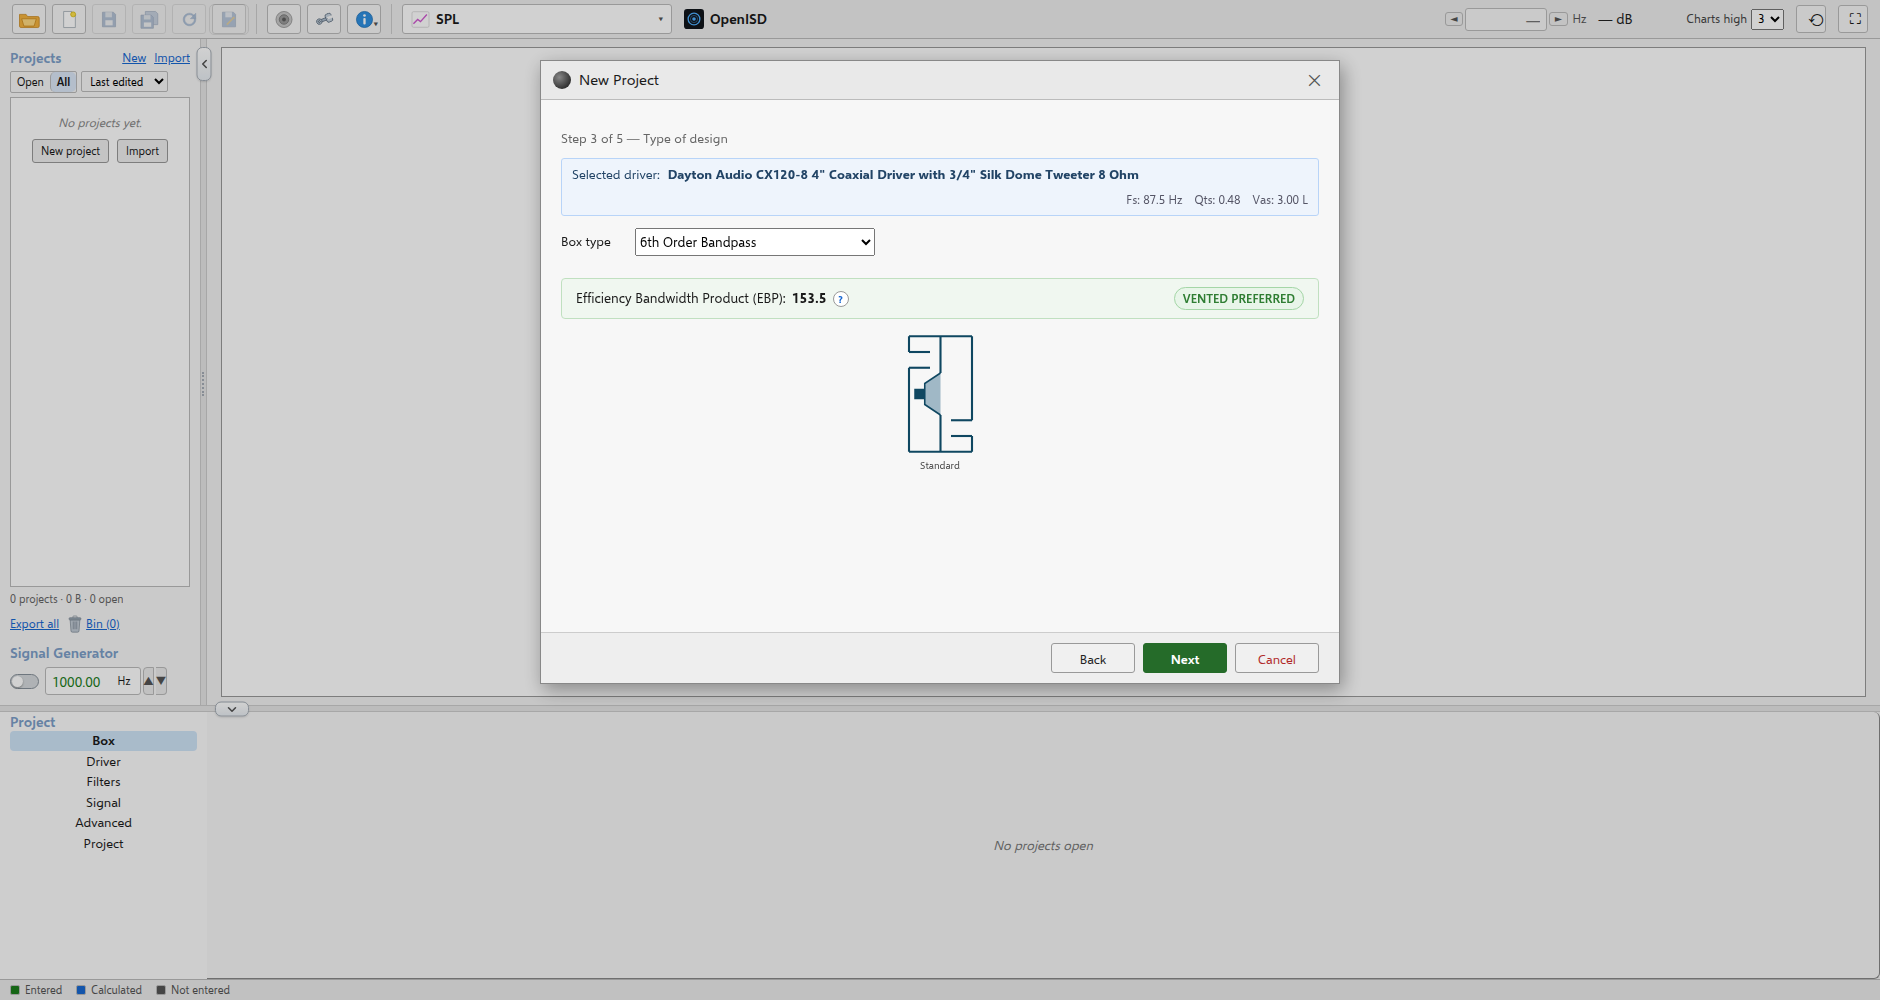 SPL
OpenISD
—
Hz
— dB
Charts high
3
Projects
New
Import
Open
All
Last edited
No projects yet.
New project
Import
0 projects · 0 B · 0 open
Export all
Bin (0)
Signal Generator
1000.00
Hz
New Project
Step 3 of 5 — Type of design
Selected driver: Dayton Audio CX120-8 4" Coaxial Driver with 3/4" Silk Dome Tweeter 8 Ohm
Fs: 87.5 Hz Qts: 0.48 Vas: 3.00 L
Box type
6th Order Bandpass
Efficiency Bandwidth Product (EBP): 153.5 ?
VENTED PREFERRED
Standard
Back
Next
Cancel
Project
Box
Driver
Filters
Signal
Advanced
Project
No projects open
Entered
Calculated
Not entered